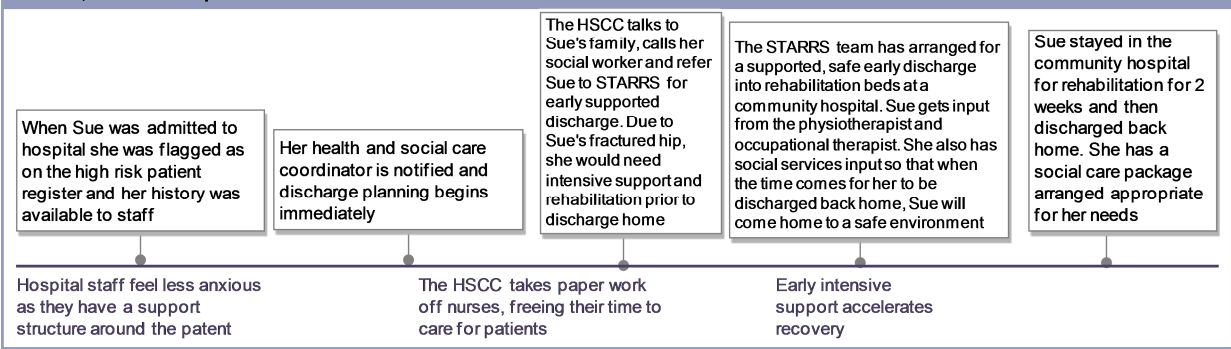 When Sue was admitted to
hospital she was flagged as
on the high risk patient
register and her history was
available to staff
Her health and social care
coordinator is notified and
discharge planning begins
immediately
The HSCC talks to
Sue's family, calls her
social worker and refer
Sue to STARRS for
early supported
discharge. Due to
Sue's fractured hip,
she would need
intensive support and
rehabilitation prior to
discharge home
The STARRS team has arranged for
a supported, safe early discharge
into rehabilitation beds at a
community hospital. Sue gets input
from the physiotherapist and
occupational therapist. She also has
social services input so that when
the time comes for her to be
discharged back home, Sue will
come home to a safe environment
Sue stayed in the
community hospital
for rehabilitation for 2
weeks and then
discharged back
home. She has a
social care package
arranged appropriate
for her needs
Hospital staff feel less anxious
as they have a support
structure around the patent
The HSCC takes paper work
off nurses, freeing their time to
care for patients
Early intensive
support accelerates
recovery